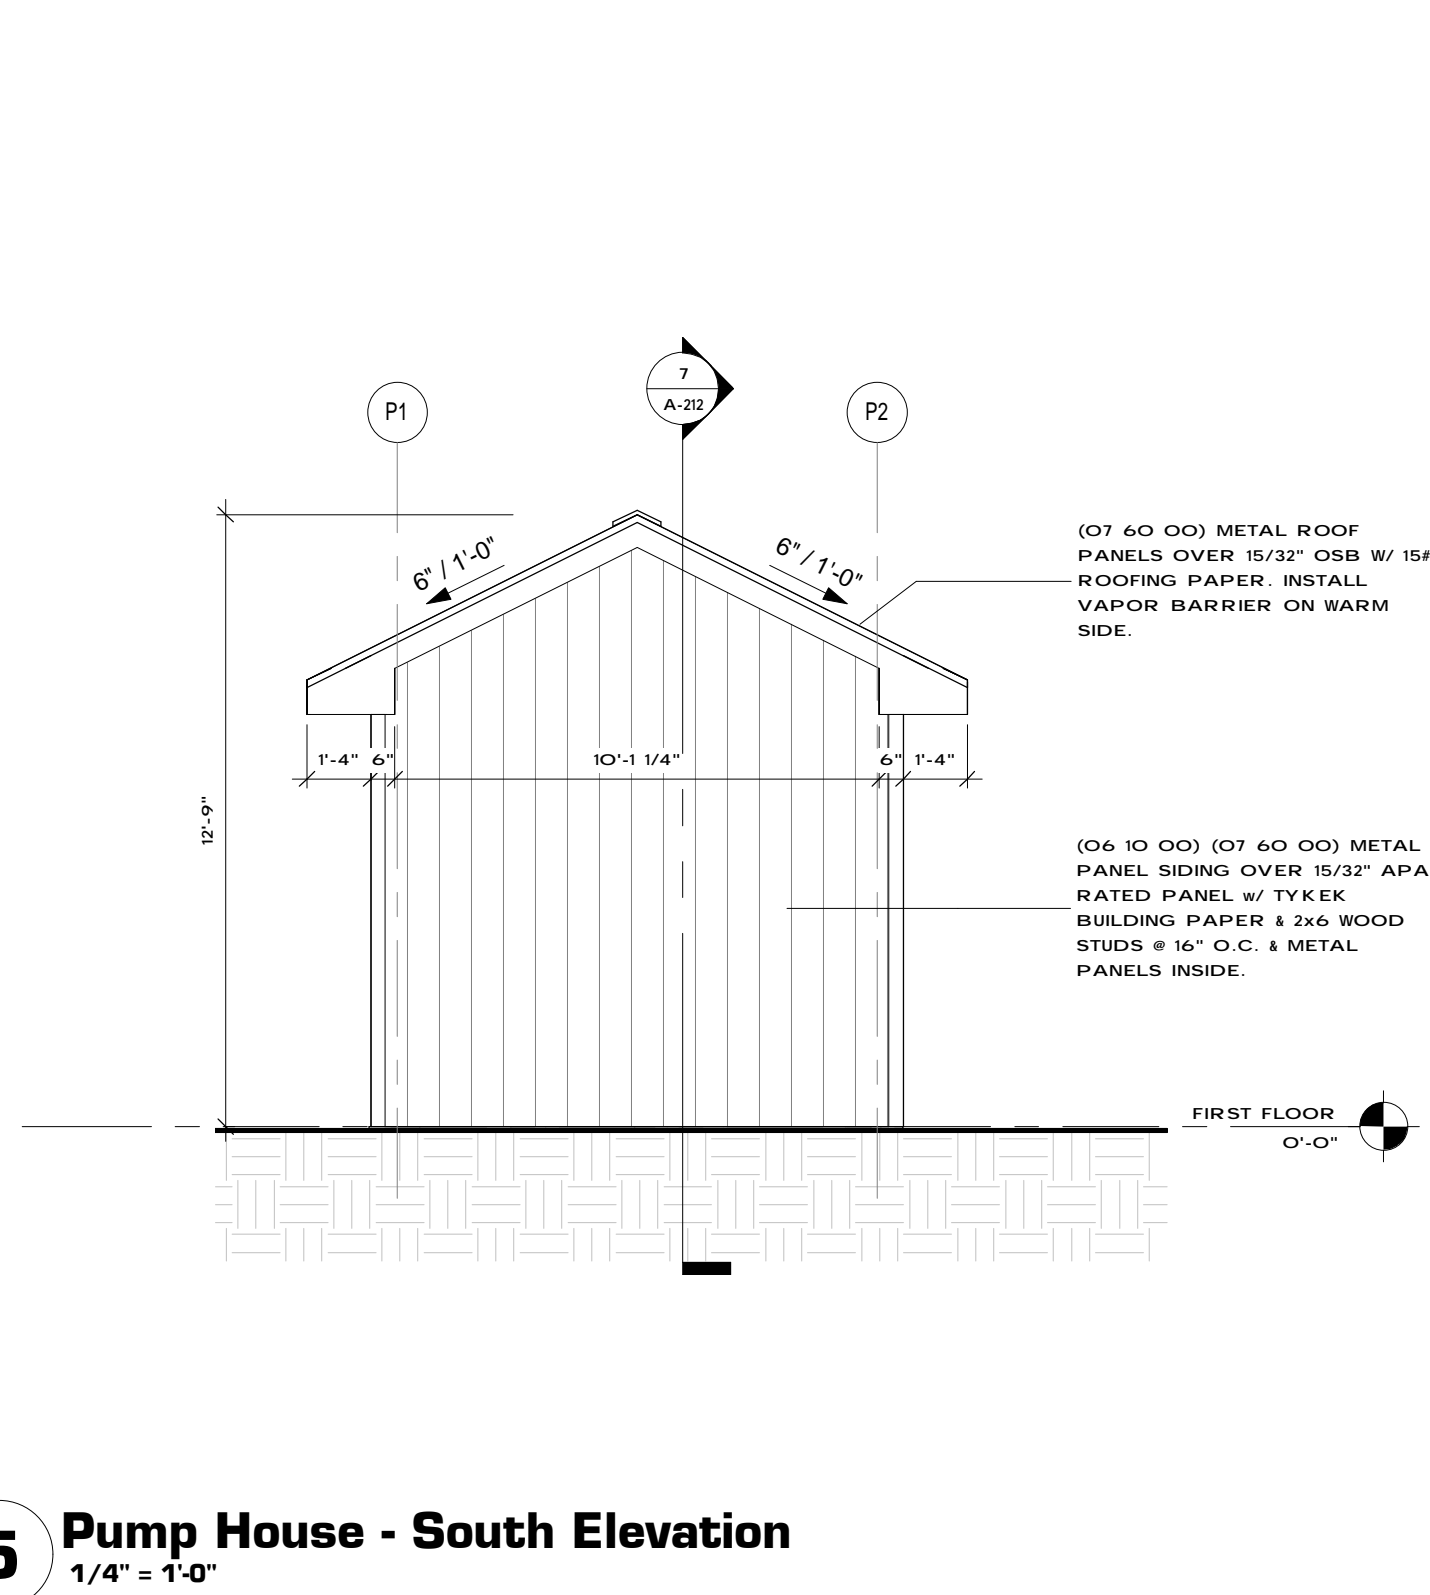 7
A-212
P1
P2
6" / 1'-0"
6" / 1'-0"
(07 60 00) METAL ROOF
PANELS OVER 15/32" OSB W/ 15#
ROOFING PAPER. INSTALL
VAPOR BARRIER ON WARM
SIDE.
1'-4"
6"
10'-1 1/4"
6"
1'-4"
12'-9"
(06 10 00) (07 60 00) METAL
PANEL SIDING OVER 15/32" APA
RATED PANEL w/ TYKEK
BUILDING PAPER & 2x6 WOOD
STUDS @ 16" O.C. & METAL
PANELS INSIDE.
FIRST FLOOR
0'-0"
5
Pump House - South Elevation
1/4" = 1'-0"